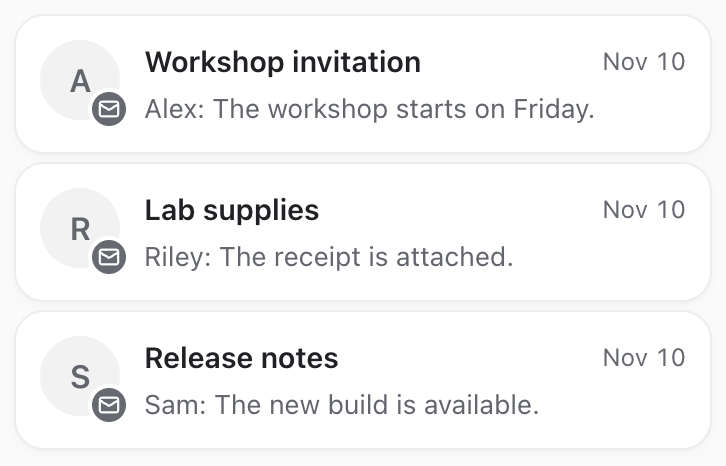 A
Workshop invitation Nov 10
Alex: The workshop starts on Friday.
R
Lab supplies Nov 10
Riley: The receipt is attached.
S
Release notes Nov 10
Sam: The new build is available.